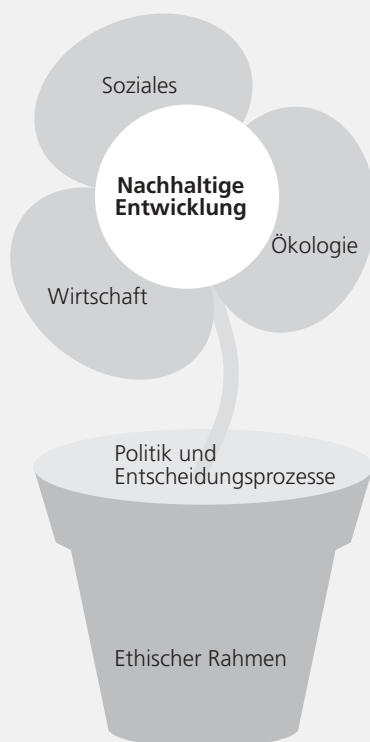 Soziales
Nachhaltige
Entwicklung
Ökologie
Wirtschaft
Politik und
Entscheidungsprozesse
Ethischer Rahmen